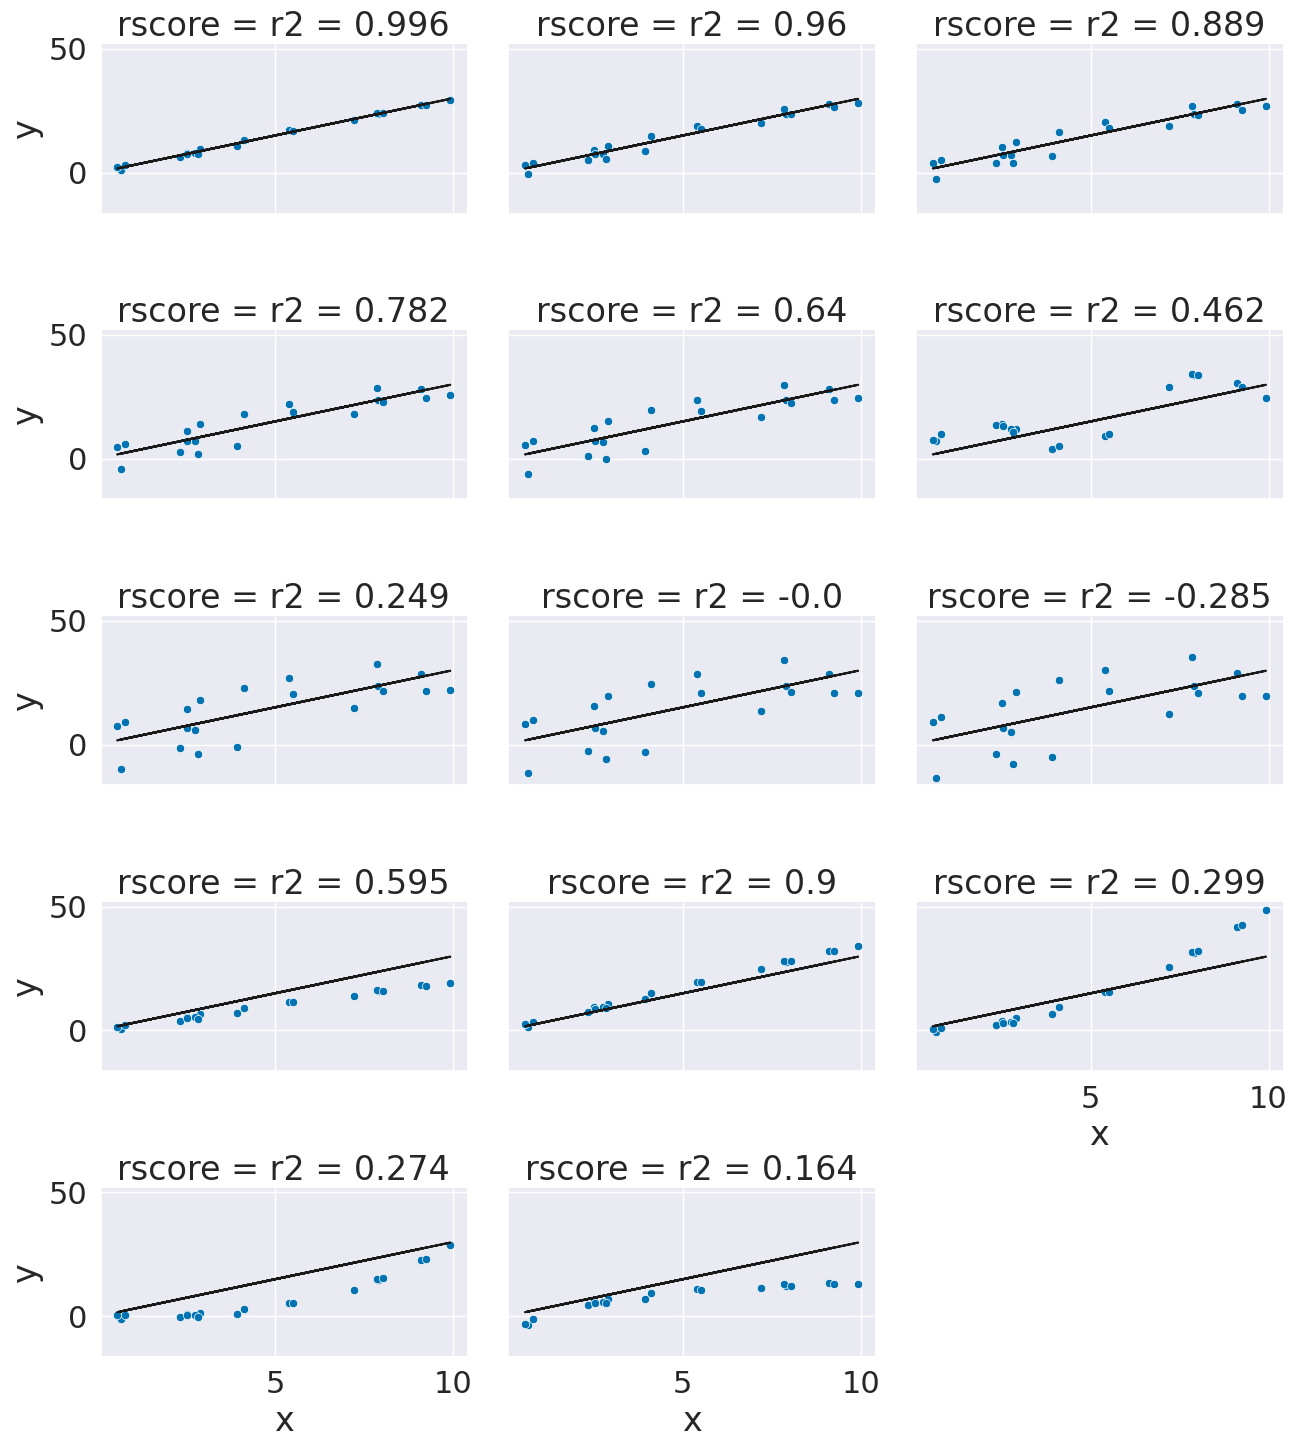 rscore = r2 = 0.996
rscore = r2 = 0.96
rscore = r2 = 0.889
50
0
y
rscore = r2 = 0.782
rscore = r2 = 0.64
rscore = r2 = 0.462
50
0
y
rscore = r2 = 0.249
rscore = r2 = -0.0
rscore = r2 = -0.285
50
0
y
rscore = r2 = 0.595
rscore = r2 = 0.9
rscore = r2 = 0.299
50
0
y
5
10
x
rscore = r2 = 0.274
rscore = r2 = 0.164
50
0
y
5
10
x
5
10
x